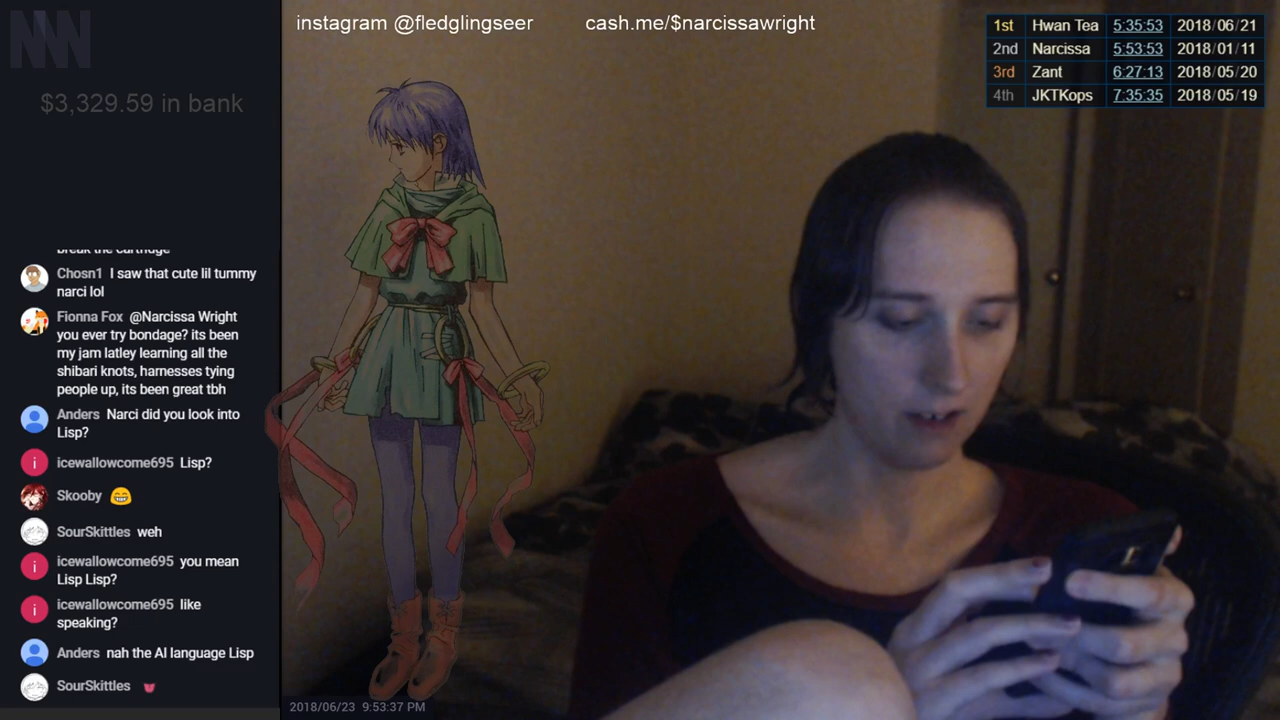 instagram @fledglingseer
cash.me/$narcissawright
1st Hwan Tea 5:35:53 2018/06/21
2nd Narcissa 5:53:53 2018/01/11
3rd Zant 6:27:13 2018/05/20
4th JKTKops 7:35:35 2018/05/19
$3,329.59 in bank
break the cartridge
Chosn1 I saw that cute lil tummy
narci lol
Fionna Fox @Narcissa Wright
you ever try bondage? its been
my jam latley learning all the
shibari knots, harnesses tying
people up, its been great tbh
Anders Narci did you look into
Lisp?
i icewallowcome695 Lisp?
Skooby
SourSkittles weh
i icewallowcome695 you mean
Lisp Lisp?
i icewallowcome695 like
speaking?
Anders nah the AI language Lisp
SourSkittles
2018/06/23 9:53:37 PM